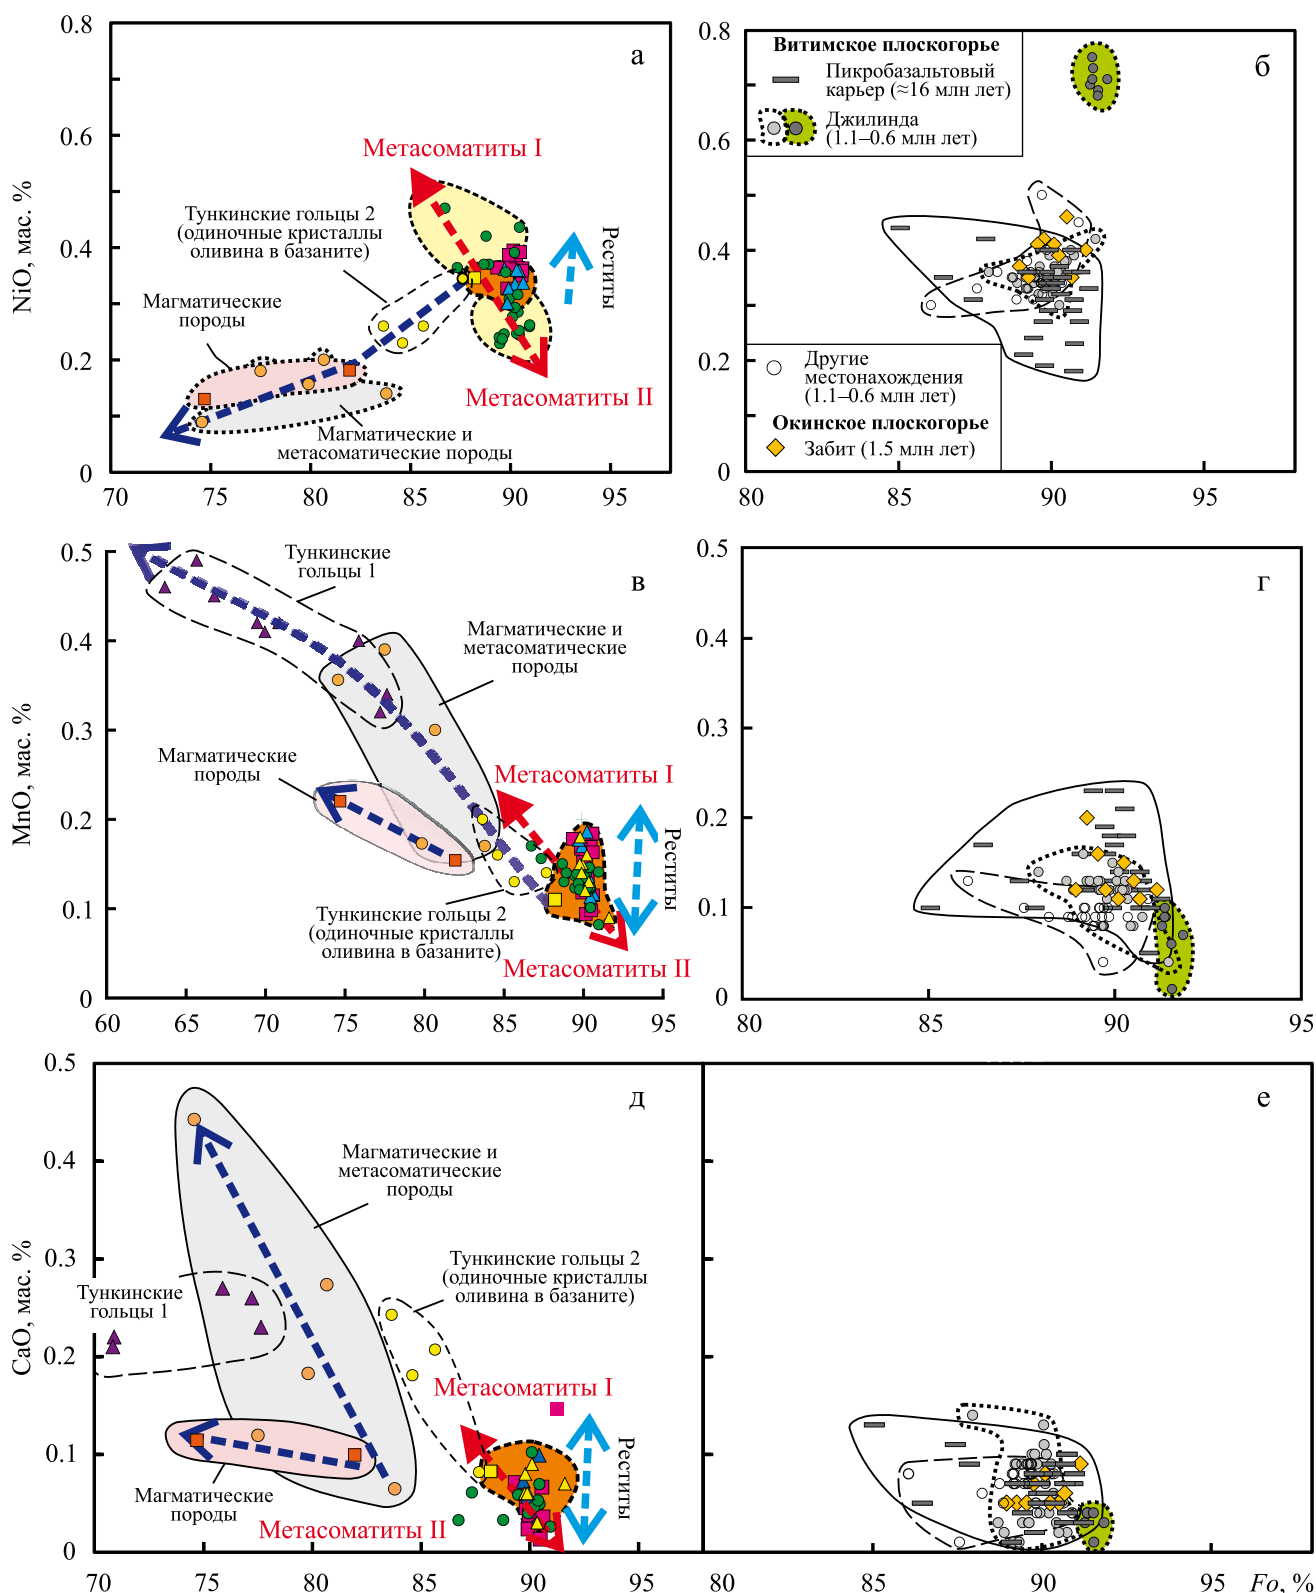 0.8
0.6
0.4
0.2
0
NiO, мас. %
а
Метасоматиты I
Тункинские гольцы 2
(одиночные кристаллы
оливина в базаните)
Реститы
Магматические
породы
Метасоматиты II
Магматические и
метасоматические породы
70
75
80
85
90
95
0.8
0.6
0.4
0.2
0
б
Витимское плоскогорье
Пикробазальтовый
карьер (≈16 млн лет)
Джилинда
(1.1–0.6 млн лет)
Другие
местонахождения
(1.1–0.6 млн лет)
Окинское плоскогорье
Забит (1.5 млн лет)
80
85
90
95
0.5
0.4
0.3
0.2
0.1
0
MnO, мас. %
в
Тункинские
гольцы 1
Магматические и
метасоматические
породы
Магматические
породы
Метасоматиты I
Реститы
Тункинские гольцы 2
(одиночные кристаллы
оливина в базаните)
Метасоматиты II
60
65
70
75
80
85
90
95
0.5
0.4
0.3
0.2
0.1
0
г
80
85
90
95
0.5
0.4
0.3
0.2
0.1
0
CaO, мас. %
д
Магматические и
метасоматические
породы
Тункинские гольцы 2
(одиночные кристаллы
оливина в базаните)
Тункинские
гольцы 1
Метасоматиты I
Реститы
Магматические
породы
Метасоматиты II
70
75
80
85
90
95
е
80
85
90
95
Fo, %